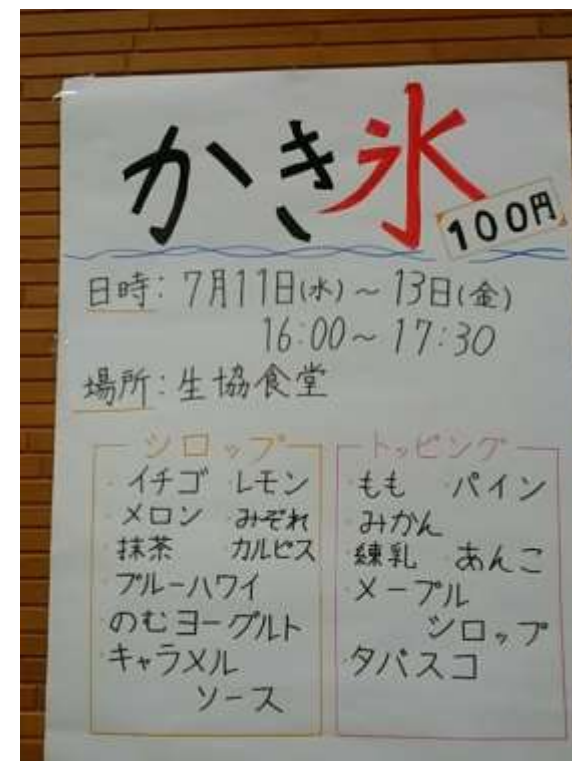 かき氷
100円
日時:7月11日(水)~13日(金)
16:00~17:30
場所:生協食堂
シロップ
・イチゴ ・レモン
・メロン ・みぞれ
・抹茶 ・カルピス
・ブルーハワイ
・のむヨーグルト
・キャラメル
ソース
トッピング
・もも ・パイン
・みかん
・練乳 ・あんこ
・メープル
シロップ
・タバスコ